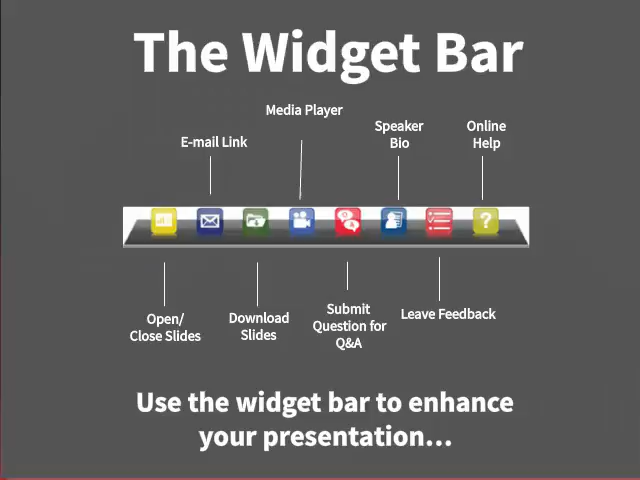 The Widget Bar
Media Player
Speaker
Bio
Online
Help
E-mail Link
Q
A
?
Open/
Close Slides
Download
Slides
Submit
Question for
Q&A
Leave Feedback
Use the widget bar to enhance
your presentation...